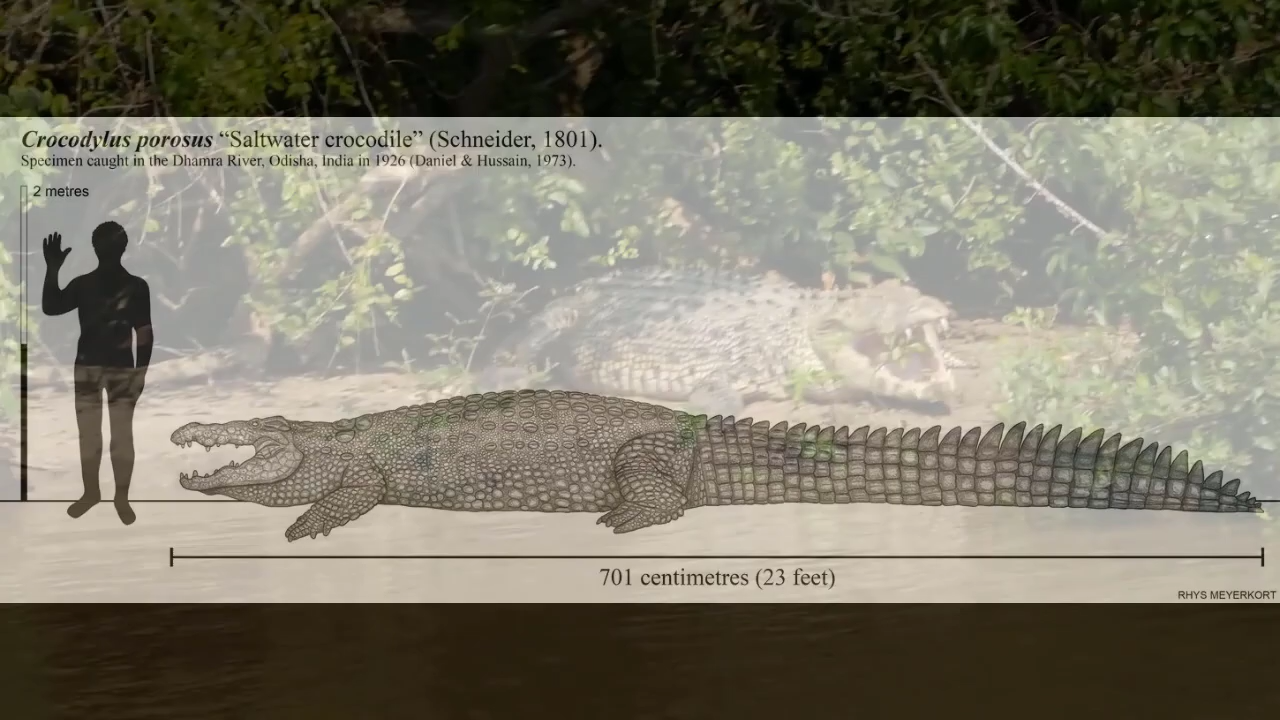 Crocodylus porosus “Saltwater crocodile” (Schneider, 1801).
Specimen caught in the Dhamra River, Odisha, India in 1926 (Daniel & Hussain, 1973).
2 metres
701 centimetres (23 feet)
RHYS MEYERKORT